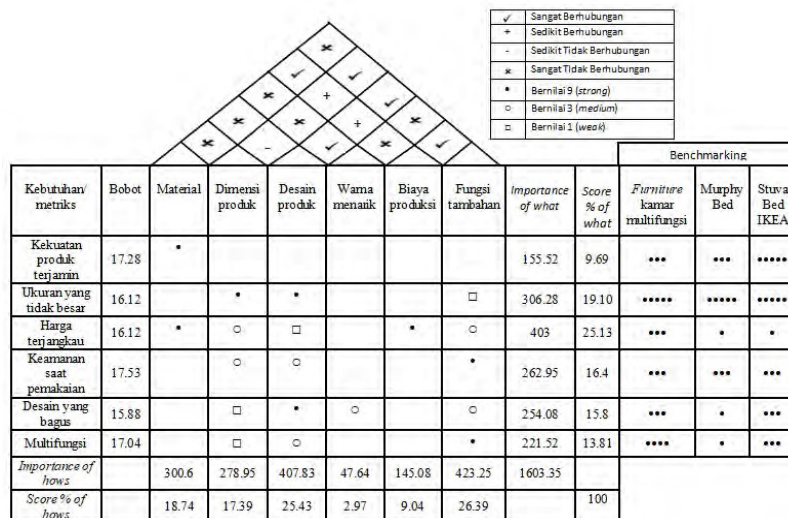 ✓ Sangat Berhubungan
+ Sedikit Berhubungan
- Sedikit Tidak Berhubungan
× Sangat Tidak Berhubungan
• Bernilai 9 (strong)
○ Bernilai 3 (medium)
□ Bernilai 1 (weak)
×
✓ ✓
× + ✓
× × + ×
× - ✓ × ✓
Benchmarking
Kebutuhan/ metriks Bobot Material Dimensi produk Desain produk Warna menarik Biaya produksi Fungsi tambahan Importance of what Score % of what Furniture kamar multifungsi Murphy Bed Stuva Bed IKEA
Kekuatan produk terjamin 17.28 • 155.52 9.69 ••• ••• •••••
Ukuran yang tidak besar 16.12 • • □ 306.28 19.10 ••••• ••••• •••••
Harga terjangkau 16.12 • ○ □ • ○ 403 25.13 ••• • •
Keamanan saat pemakaian 17.53 ○ ○ • 262.95 16.4 ••• ••• •••
Desain yang bagus 15.88 □ • ○ ○ 254.08 15.8 ••• • •••
Multifungsi 17.04 □ ○ • 221.52 13.81 •••• • •••
Importance of hows 300.6 278.95 407.83 47.64 145.08 423.25 1603.35
Score % of hows 18.74 17.39 25.43 2.97 9.04 26.39 100